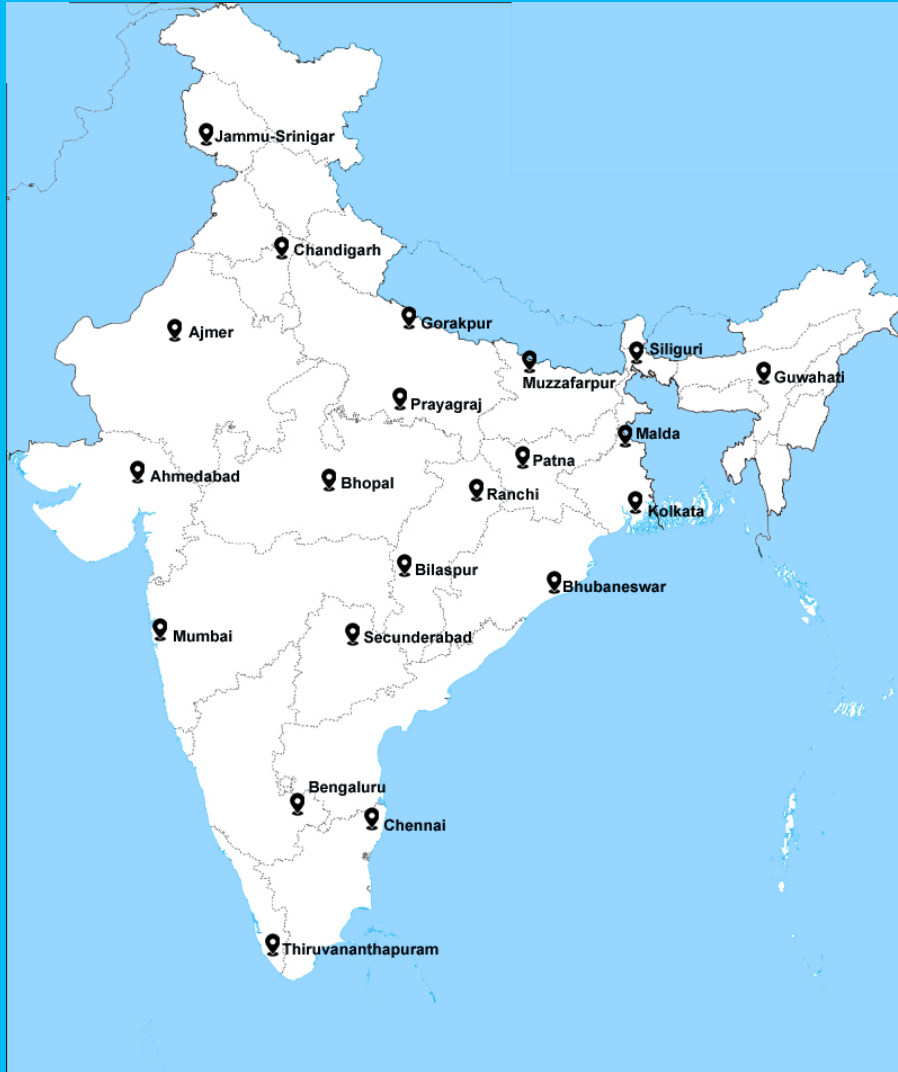 Jammu-Srinigar
Chandigarh
Gorakpur
Ajmer
Siliguri
Muzzafarpur
Guwahati
Prayagraj
Malda
Patna
Ahmedabad
Bhopal
Ranchi
Kolkata
Bilaspur
Bhubaneswar
Mumbai
Secunderabad
Bengaluru
Chennai
Thiruvananthapuram